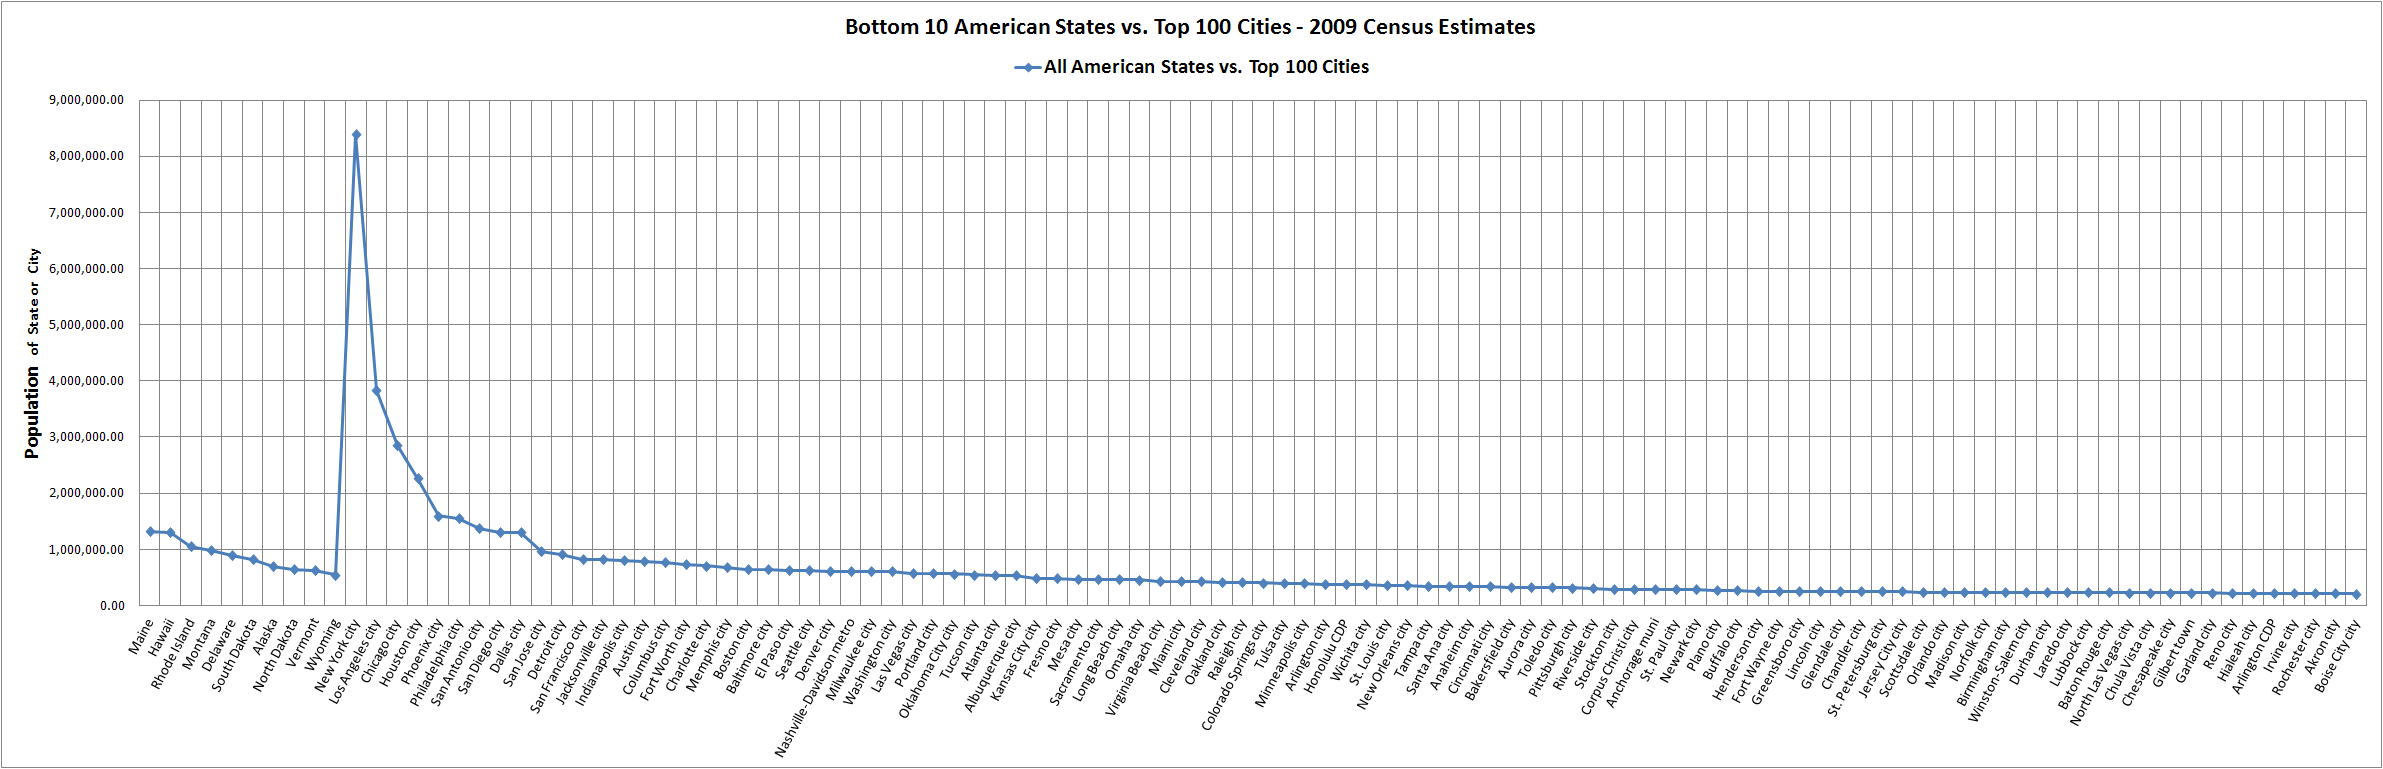 Bottom 10 American States vs. Top 100 Cities - 2009 Census Estimates
All American States vs. Top 100 Cities
Population of State or City
9,000,000.00
8,000,000.00
7,000,000.00
6,000,000.00
5,000,000.00
4,000,000.00
3,000,000.00
2,000,000.00
1,000,000.00
0.00
Maine
Hawaii
Rhode Island
Montana
Delaware
South Dakota
Alaska
North Dakota
Vermont
Wyoming
New York city
Los Angeles city
Chicago city
Houston city
Phoenix city
Philadelphia city
San Antonio city
San Diego city
Dallas city
San Jose city
Detroit city
San Francisco city
Jacksonville city
Indianapolis city
Austin city
Columbus city
Fort Worth city
Charlotte city
Memphis city
Boston city
Baltimore city
El Paso city
Seattle city
Denver city
Nashville-Davidson metro
Milwaukee city
Washington city
Las Vegas city
Portland city
Oklahoma City city
Tucson city
Atlanta city
Albuquerque city
Kansas City city
Fresno city
Mesa city
Sacramento city
Long Beach city
Omaha city
Virginia Beach city
Miami city
Cleveland city
Oakland city
Raleigh city
Colorado Springs city
Tulsa city
Minneapolis city
Arlington city
Honolulu CDP
Wichita city
St. Louis city
New Orleans city
Tampa city
Santa Ana city
Anaheim city
Cincinnati city
Bakersfield city
Aurora city
Toledo city
Pittsburgh city
Riverside city
Stockton city
Corpus Christi city
Anchorage muni
St. Paul city
Newark city
Plano city
Buffalo city
Henderson city
Fort Wayne city
Greensboro city
Lincoln city
Glendale city
Chandler city
St. Petersburg city
Jersey City city
Scottsdale city
Orlando city
Madison city
Norfolk city
Birmingham city
Winston-Salem city
Durham city
Laredo city
Lubbock city
Baton Rouge city
North Las Vegas city
Chula Vista city
Chesapeake city
Gilbert town
Garland city
Reno city
Hialeah city
Arlington CDP
Irvine city
Rochester city
Akron city
Boise City city